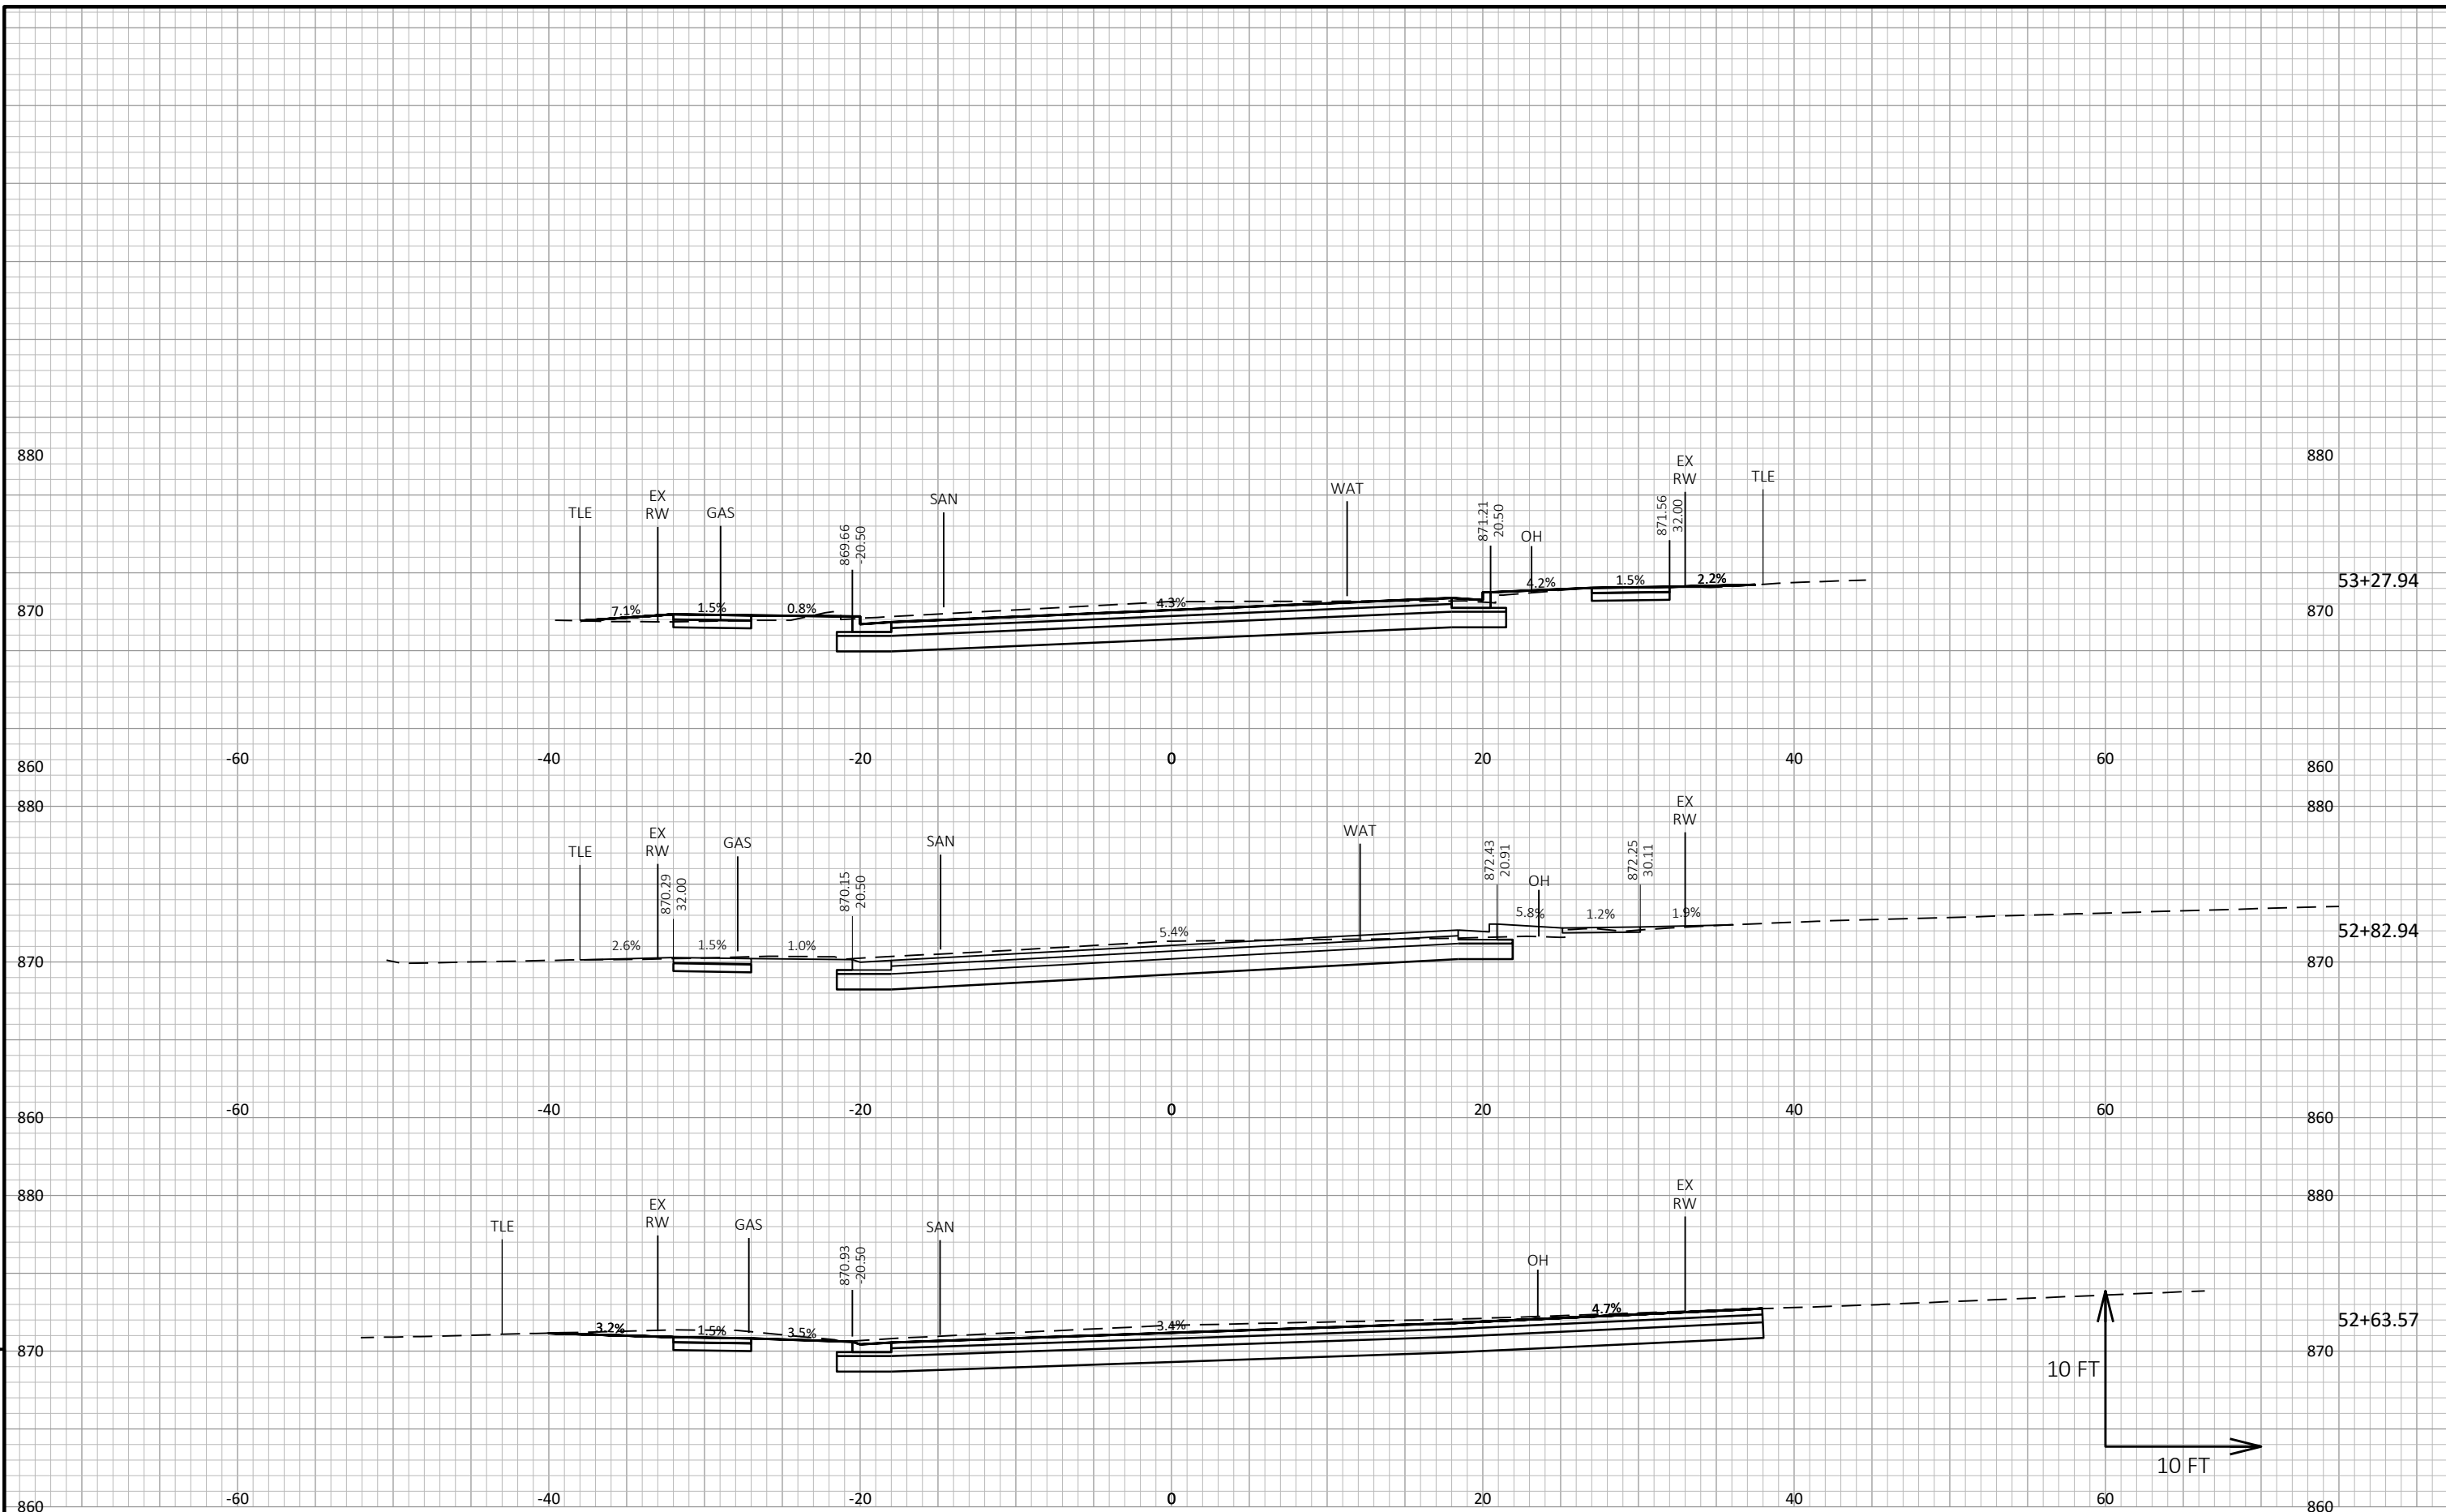 880
880
EX
RW
TLE
WAT
EX
RW
SAN
871.56
32.00
871.21
20.50
TLE
GAS
869.66
-20.50
OH
7.1%
1.5%
0.8%
4.3%
4.2%
1.5%
2.2%
53+27.94
870
870
-60
-40
-20
0
20
40
60
860
860
880
880
EX
RW
EX
RW
WAT
GAS
SAN
TLE
872.43
20.91
872.25
30.11
870.29
32.00
870.15
20.50
OH
2.6%
1.5%
1.0%
5.4%
5.8%
1.2%
1.9%
52+82.94
870
870
-60
-40
-20
0
20
40
60
860
860
880
880
EX
RW
EX
RW
TLE
GAS
SAN
870.93
-20.50
OH
3.2%
1.5%
3.5%
3.4%
4.7%
52+63.57
870
870
10 FT
10 FT
-60
-40
-20
0
20
40
60
860
860